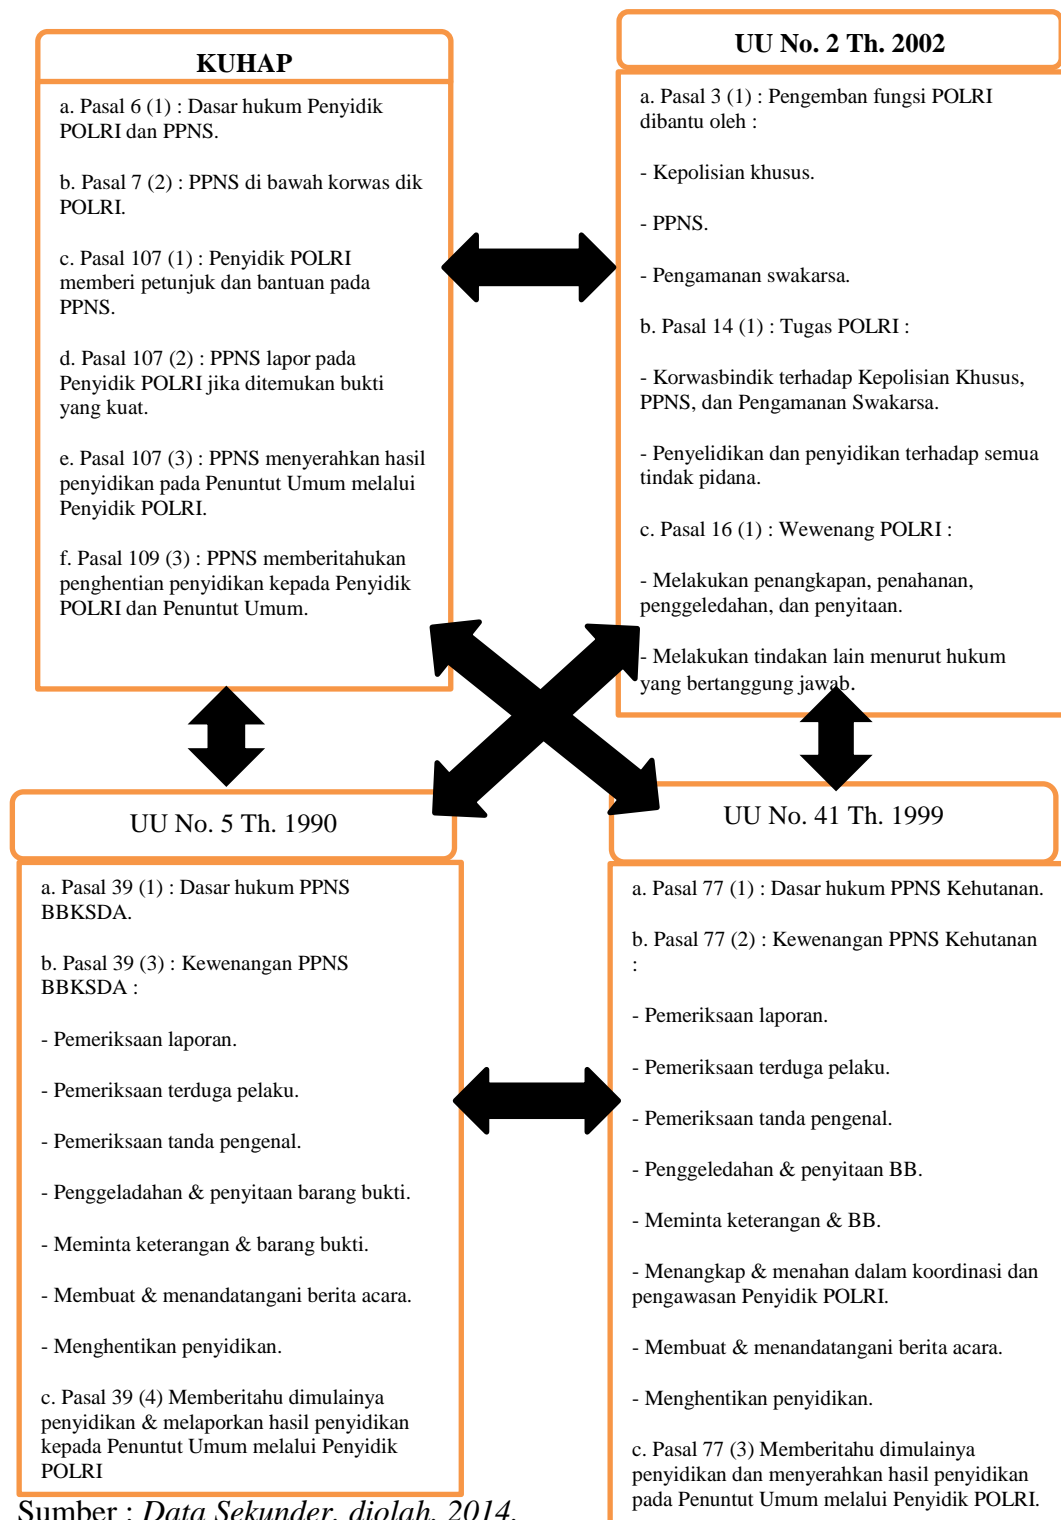 KUHAP
a. Pasal 6 (1) : Dasar hukum Penyidik
POLRI dan PPNS.
b. Pasal 7 (2) : PPNS di bawah korwas dik
POLRI.
c. Pasal 107 (1) : Penyidik POLRI
memberi petunjuk dan bantuan pada
PPNS.
d. Pasal 107 (2) : PPNS lapor pada
Penyidik POLRI jika ditemukan bukti
yang kuat.
e. Pasal 107 (3) : PPNS menyerahkan hasil
penyidikan pada Penuntut Umum melalui
Penyidik POLRI.
f. Pasal 109 (3) : PPNS memberitahukan
penghentian penyidikan kepada Penyidik
POLRI dan Penuntut Umum.
UU No. 2 Th. 2002
a. Pasal 3 (1) : Pengemban fungsi POLRI
dibantu oleh :
- Kepolisian khusus.
- PPNS.
- Pengamanan swakarsa.
b. Pasal 14 (1) : Tugas POLRI :
- Korwasbindik terhadap Kepolisian Khusus,
PPNS, dan Pengamanan Swakarsa.
- Penyelidikan dan penyidikan terhadap semua
tindak pidana.
c. Pasal 16 (1) : Wewenang POLRI :
- Melakukan penangkapan, penahanan,
penggeledahan, dan penyitaan.
- Melakukan tindakan lain menurut hukum
yang bertanggung jawab.
UU No. 5 Th. 1990
a. Pasal 39 (1) : Dasar hukum PPNS
BBKSDA.
b. Pasal 39 (3) : Kewenangan PPNS
BBKSDA :
- Pemeriksaan laporan.
- Pemeriksaan terduga pelaku.
- Pemeriksaan tanda pengenal.
- Penggeladahan & penyitaan barang bukti.
- Meminta keterangan & barang bukti.
- Membuat & menandatangani berita acara.
- Menghentikan penyidikan.
c. Pasal 39 (4) Memberitahu dimulainya
penyidikan & melaporkan hasil penyidikan
kepada Penuntut Umum melalui Penyidik
POLRI
UU No. 41 Th. 1999
a. Pasal 77 (1) : Dasar hukum PPNS Kehutanan.
b. Pasal 77 (2) : Kewenangan PPNS Kehutanan
:
- Pemeriksaan laporan.
- Pemeriksaan terduga pelaku.
- Pemeriksaan tanda pengenal.
- Penggeledahan & penyitaan BB.
- Meminta keterangan & BB.
- Menangkap & menahan dalam koordinasi dan
pengawasan Penyidik POLRI.
- Membuat & menandatangani berita acara.
- Menghentikan penyidikan.
c. Pasal 77 (3) Memberitahu dimulainya
penyidikan dan menyerahkan hasil penyidikan
pada Penuntut Umum melalui Penyidik POLRI.
Sumber : Data Sekunder, diolah, 2014.